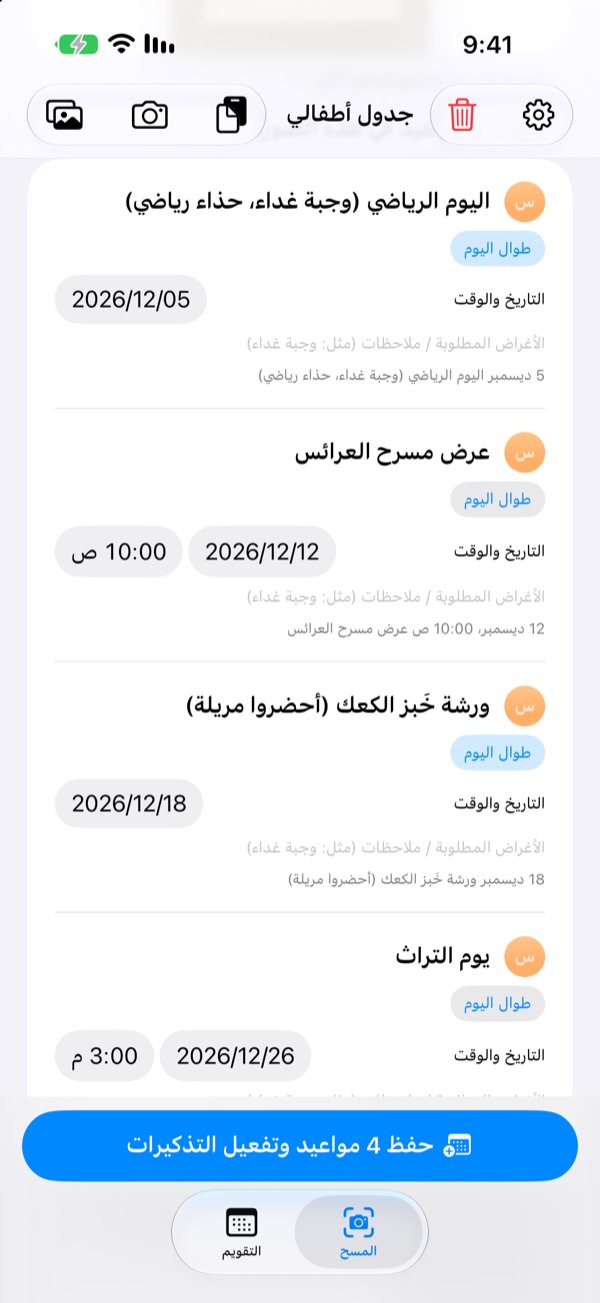 9:41
جدول أطفالي
س
اليوم الرياضي (وجبة غداء، حذاء رياضي)
طوال اليوم
التاريخ والوقت
2026/12/05
الأغراض المطلوبة / ملاحظات (مثل: وجبة غداء)
5 ديسمبر اليوم الرياضي (وجبة غداء، حذاء رياضي)
س
عرض مسرح العرائس
طوال اليوم
التاريخ والوقت
2026/12/12
10:00 ص
الأغراض المطلوبة / ملاحظات (مثل: وجبة غداء)
12 ديسمبر، 10:00 ص عرض مسرح العرائس
س
ورشة خَبز الكعك (أحضروا مريلة)
طوال اليوم
التاريخ والوقت
2026/12/18
الأغراض المطلوبة / ملاحظات (مثل: وجبة غداء)
18 ديسمبر ورشة خَبز الكعك (أحضروا مريلة)
س
يوم التراث
طوال اليوم
التاريخ والوقت
2026/12/26
3:00 م
حفظ 4 مواعيد وتفعيل التذكيرات
المسح
التقويم